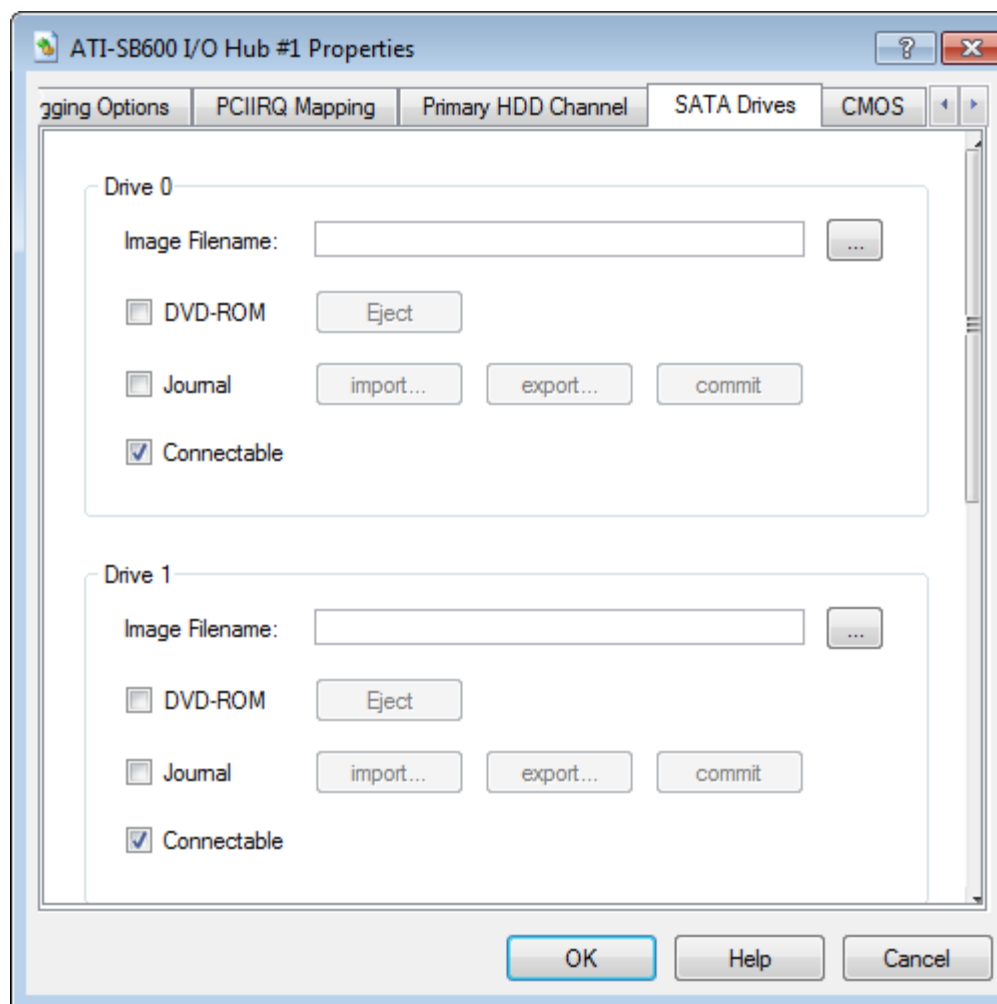 ATI-SB600 I/O Hub #1 Properties
gging Options PCIIRQ Mapping Primary HDD Channel SATA Drives CMOS
Drive 0
Image Filename: ...
DVD-ROM Eject
Journal import... export... commit
Connectable
Drive 1
Image Filename: ...
DVD-ROM Eject
Journal import... export... commit
Connectable
OK Help Cancel